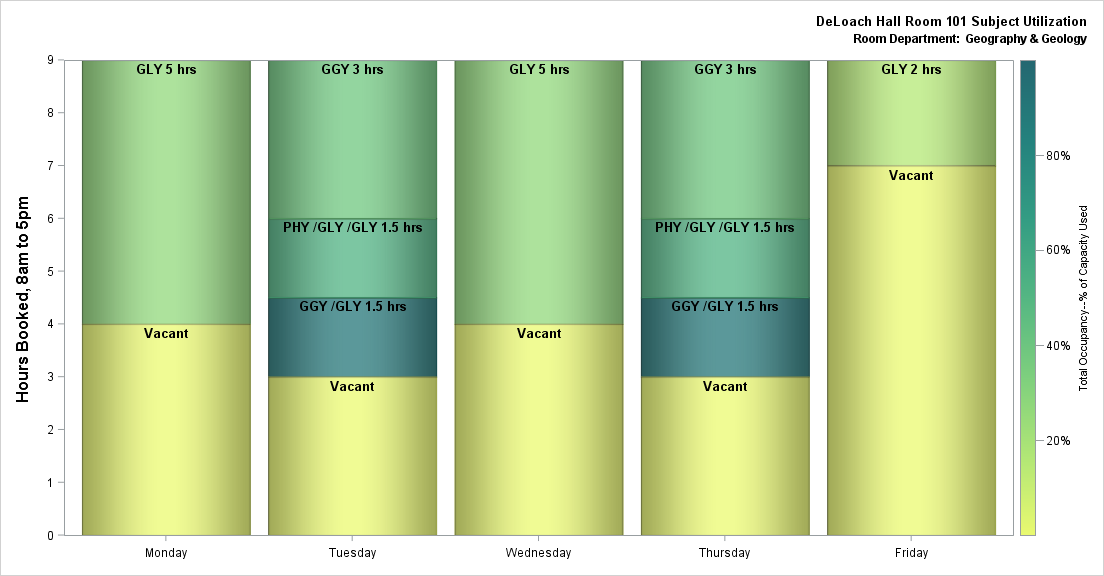 DeLoach Hall Room 101 Subject Utilization
Room Department: Geography & Geology
Hours Booked, 8am to 5pm
9
8
7
6
5
4
3
2
1
0
GLY 5 hrs
Vacant
GGY 3 hrs
PHY /GLY /GLY 1.5 hrs
GGY /GLY 1.5 hrs
Vacant
GLY 5 hrs
Vacant
GGY 3 hrs
PHY /GLY /GLY 1.5 hrs
GGY /GLY 1.5 hrs
Vacant
GLY 2 hrs
Vacant
Monday
Tuesday
Wednesday
Thursday
Friday
80%
60%
40%
20%
Total Occupancy--% of Capacity Used